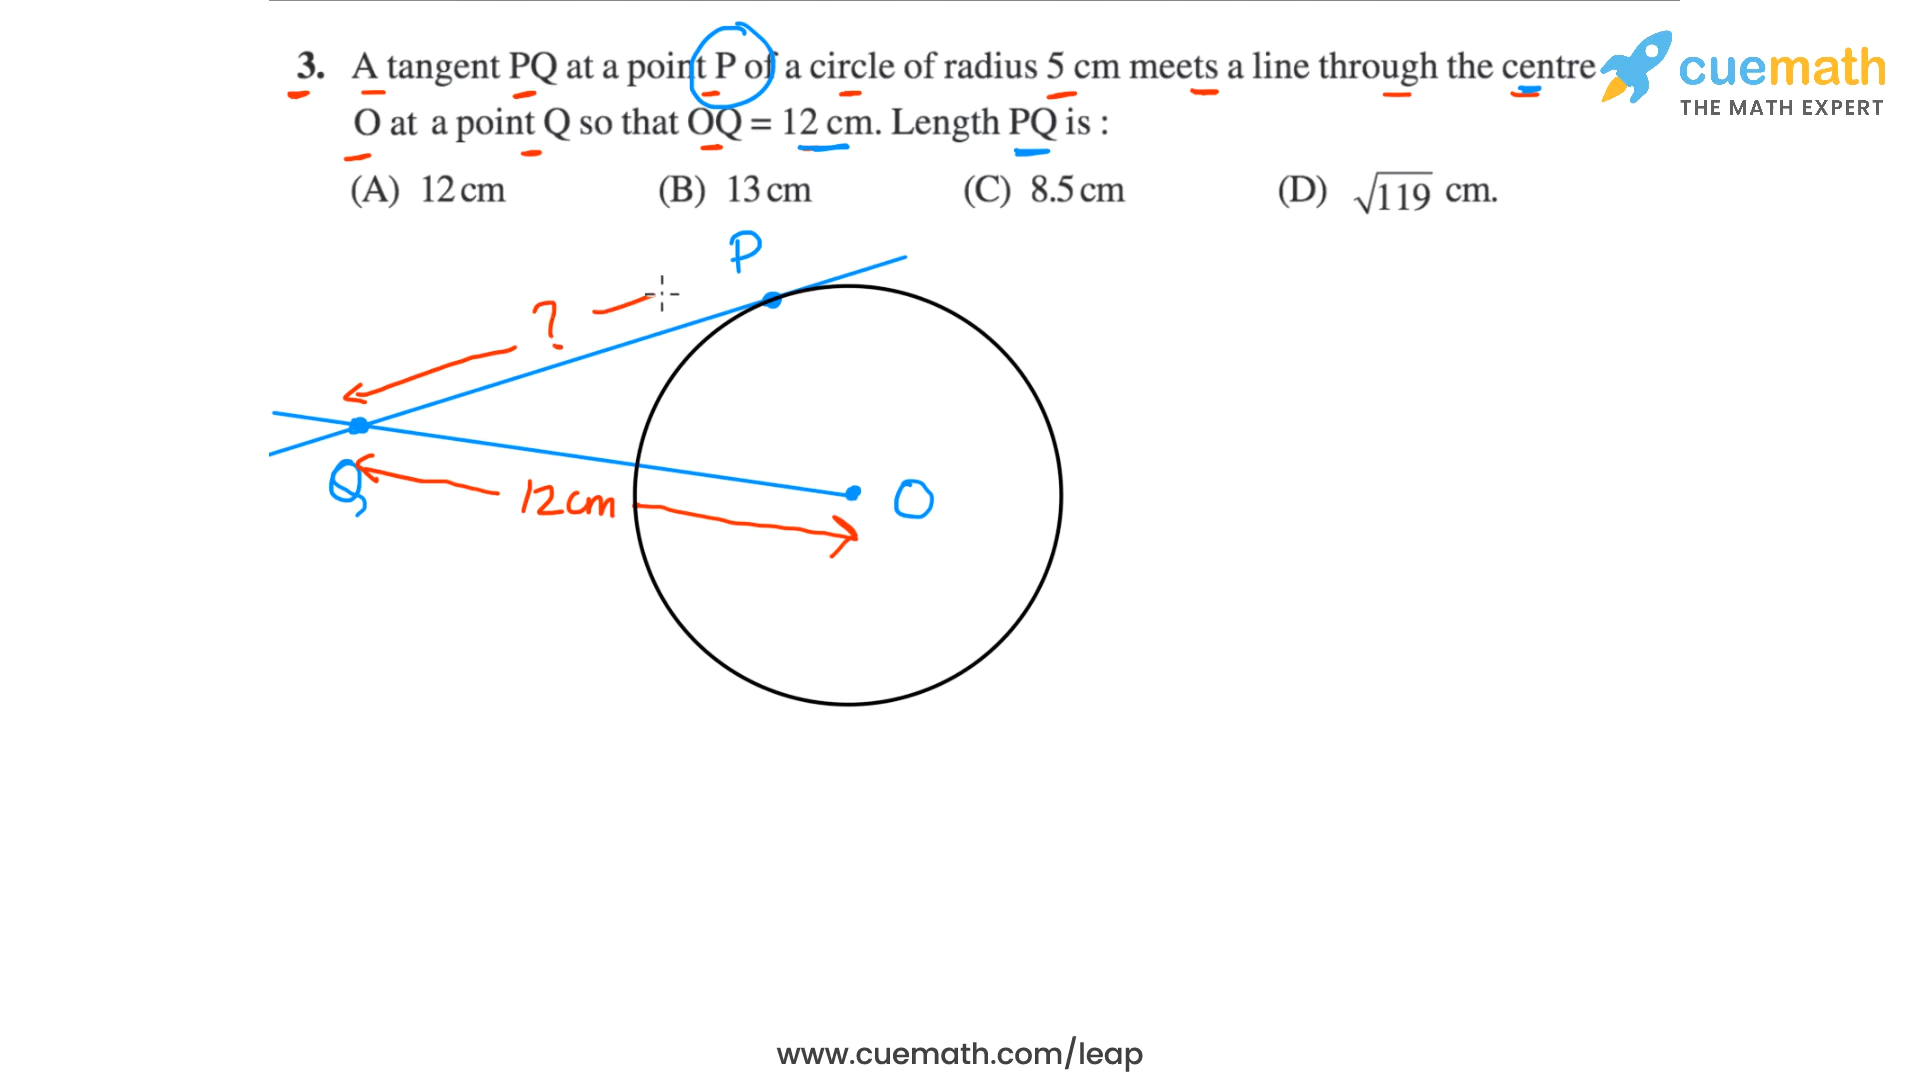 3. A tangent PQ at a point P of a circle of radius 5 cm meets a line through the centre
O at a point Q so that OQ = 12 cm. Length PQ is :
(A) 12 cm (B) 13 cm (C) 8.5 cm (D) √119 cm.
cuemath
THE MATH EXPERT
P
?
Q
12cm
O
www.cuemath.com/leap